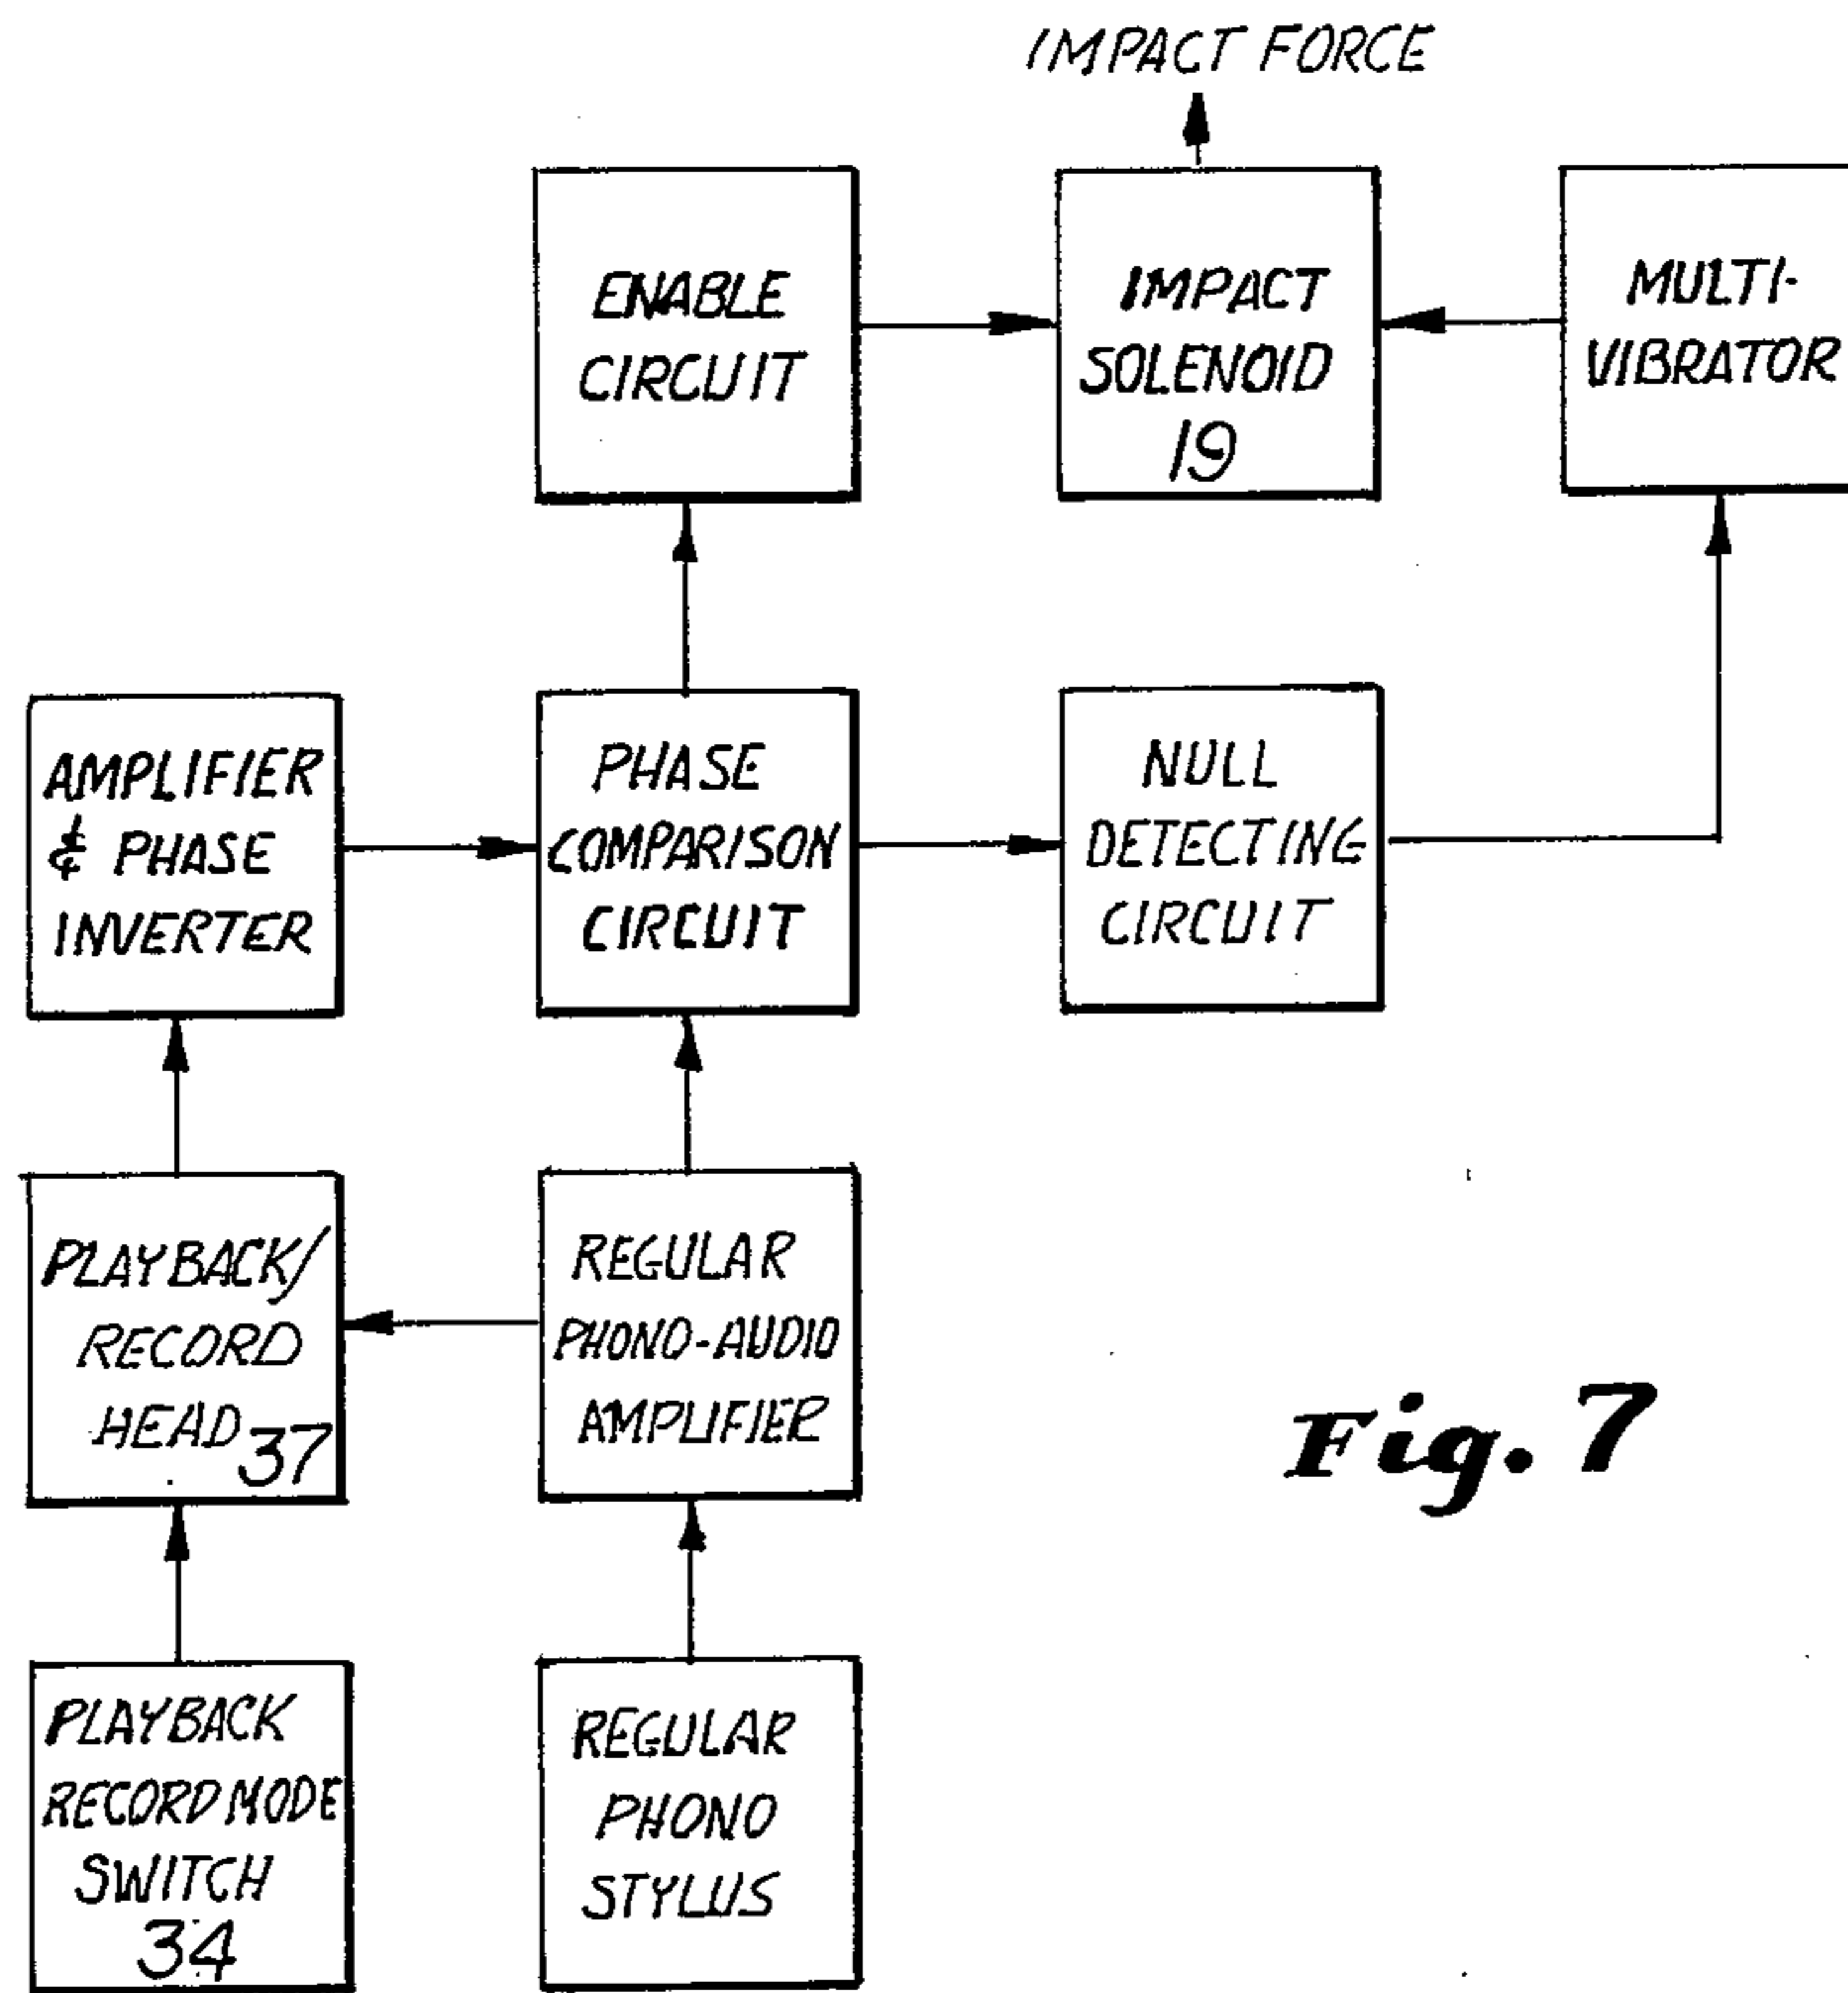 IMPACT FORCE
ENABLE
CIRCUIT
IMPACT
SOLENOID
19
MULTI-
VIBRATOR
AMPLIFIER
& PHASE
INVERTER
PHASE
COMPARISON
CIRCUIT
NULL
DETECTING
CIRCUIT
PLAYBACK/
RECORD
HEAD 37
REGULAR
PHONO-AUDIO
AMPLIFIER
PLAYBACK
RECORD MODE
SWITCH
34
REGULAR
PHONO
STYLUS
Fig. 7